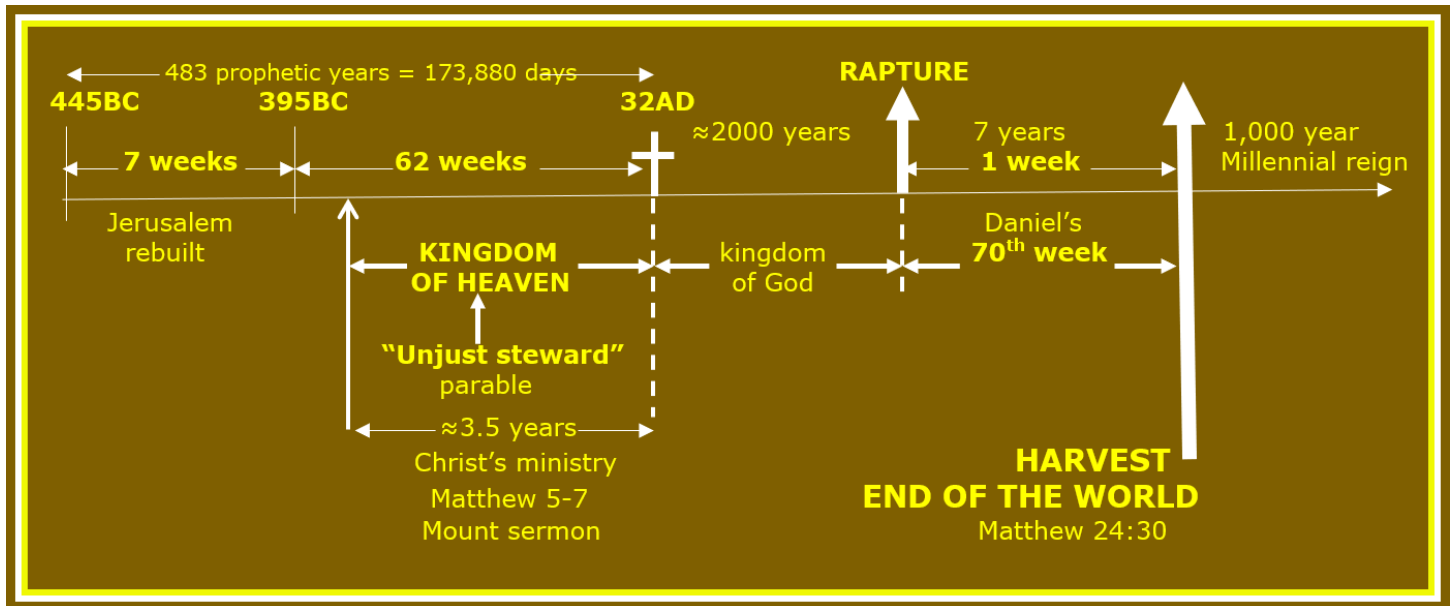 483 prophetic years = 173,880 days
445BC 395BC 32AD
RAPTURE
≈2000 years
7 years
1,000 year
7 weeks
62 weeks
1 week
Millennial reign
Jerusalem
rebuilt
KINGDOM
OF HEAVEN
kingdom
of God
Daniel’s
70th week
“Unjust steward”
parable
≈3.5 years
Christ’s ministry
Matthew 5-7
Mount sermon
HARVEST
END OF THE WORLD
Matthew 24:30